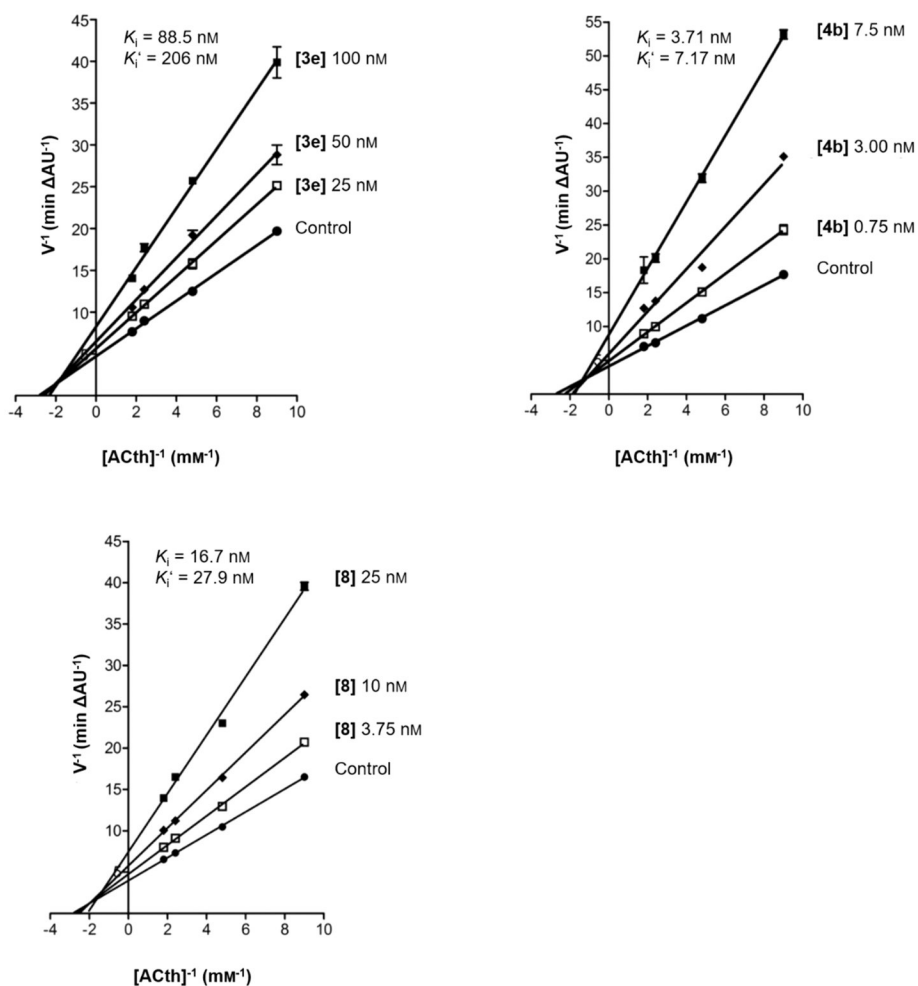 45
40
35
30
25
20
15
10
-4 -2 0 2 4 6 8 10
V⁻¹ (min ΔAU⁻¹)
[ACth]⁻¹ (mM⁻¹)
Kᵢ = 88.5 nM
Kᵢ‘ = 206 nM
[3e] 100 nM
[3e] 50 nM
[3e] 25 nM
Control
55
50
45
40
35
30
25
20
15
10
-4 -2 0 2 4 6 8 10
V⁻¹ (min ΔAU⁻¹)
[ACth]⁻¹ (mM⁻¹)
Kᵢ = 3.71 nM
Kᵢ‘ = 7.17 nM
[4b] 7.5 nM
[4b] 3.00 nM
[4b] 0.75 nM
Control
45
40
35
30
25
20
15
10
-4 -2 0 2 4 6 8 10
V⁻¹ (min ΔAU⁻¹)
[ACth]⁻¹ (mM⁻¹)
Kᵢ = 16.7 nM
Kᵢ‘ = 27.9 nM
[8] 25 nM
[8] 10 nM
[8] 3.75 nM
Control